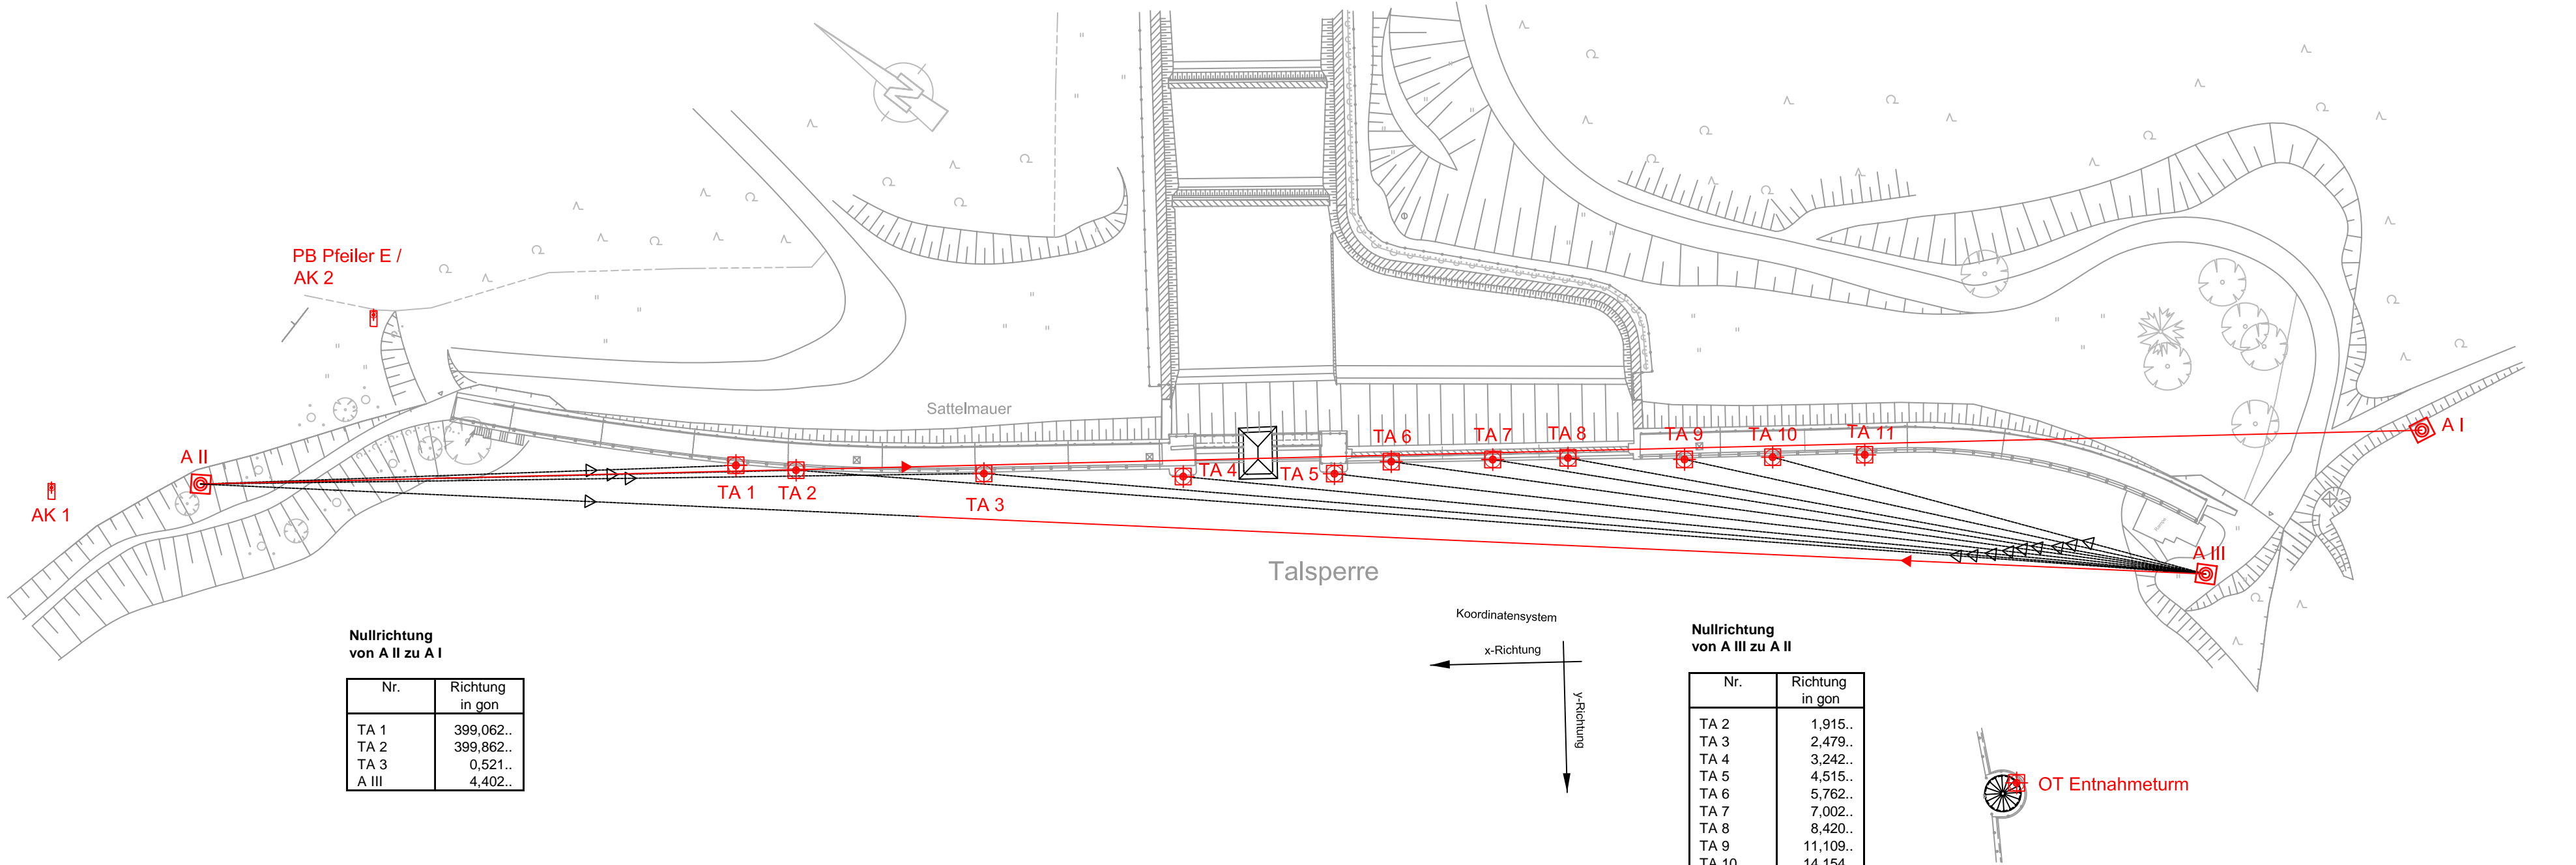 N
PB Pfeiler E /
AK 2
Sattelmauer
A II
AK 1
TA 1
TA 2
TA 3
TA 4
TA 5
TA 6
TA 7
TA 8
TA 9
TA 10
TA 11
A I
A III
Talsperre
Koordinatensystem
x-Richtung
y-Richtung
Nullrichtung
von A II zu A I
Nr. Richtung
in gon
TA 1 399,062..
TA 2 399,862..
TA 3 0,521..
A III 4,402..
Nullrichtung
von A III zu A II
Nr. Richtung
in gon
TA 2 1,915..
TA 3 2,479..
TA 4 3,242..
TA 5 4,515..
TA 6 5,762..
TA 7 7,002..
TA 8 8,420..
TA 9 11,109..
TA 10 14,154
OT Entnahmeturm